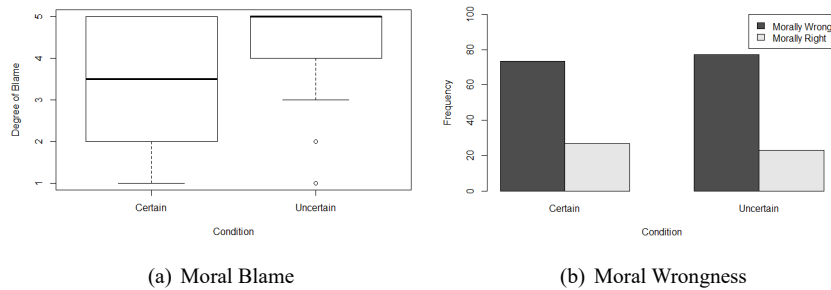 Degree of Blame
5
4
3
2
1
Certain
Uncertain
Condition
(a) Moral Blame
Frequency
100
80
60
40
20
0
Morally Wrong
Morally Right
Certain
Uncertain
Condition
(b) Moral Wrongness